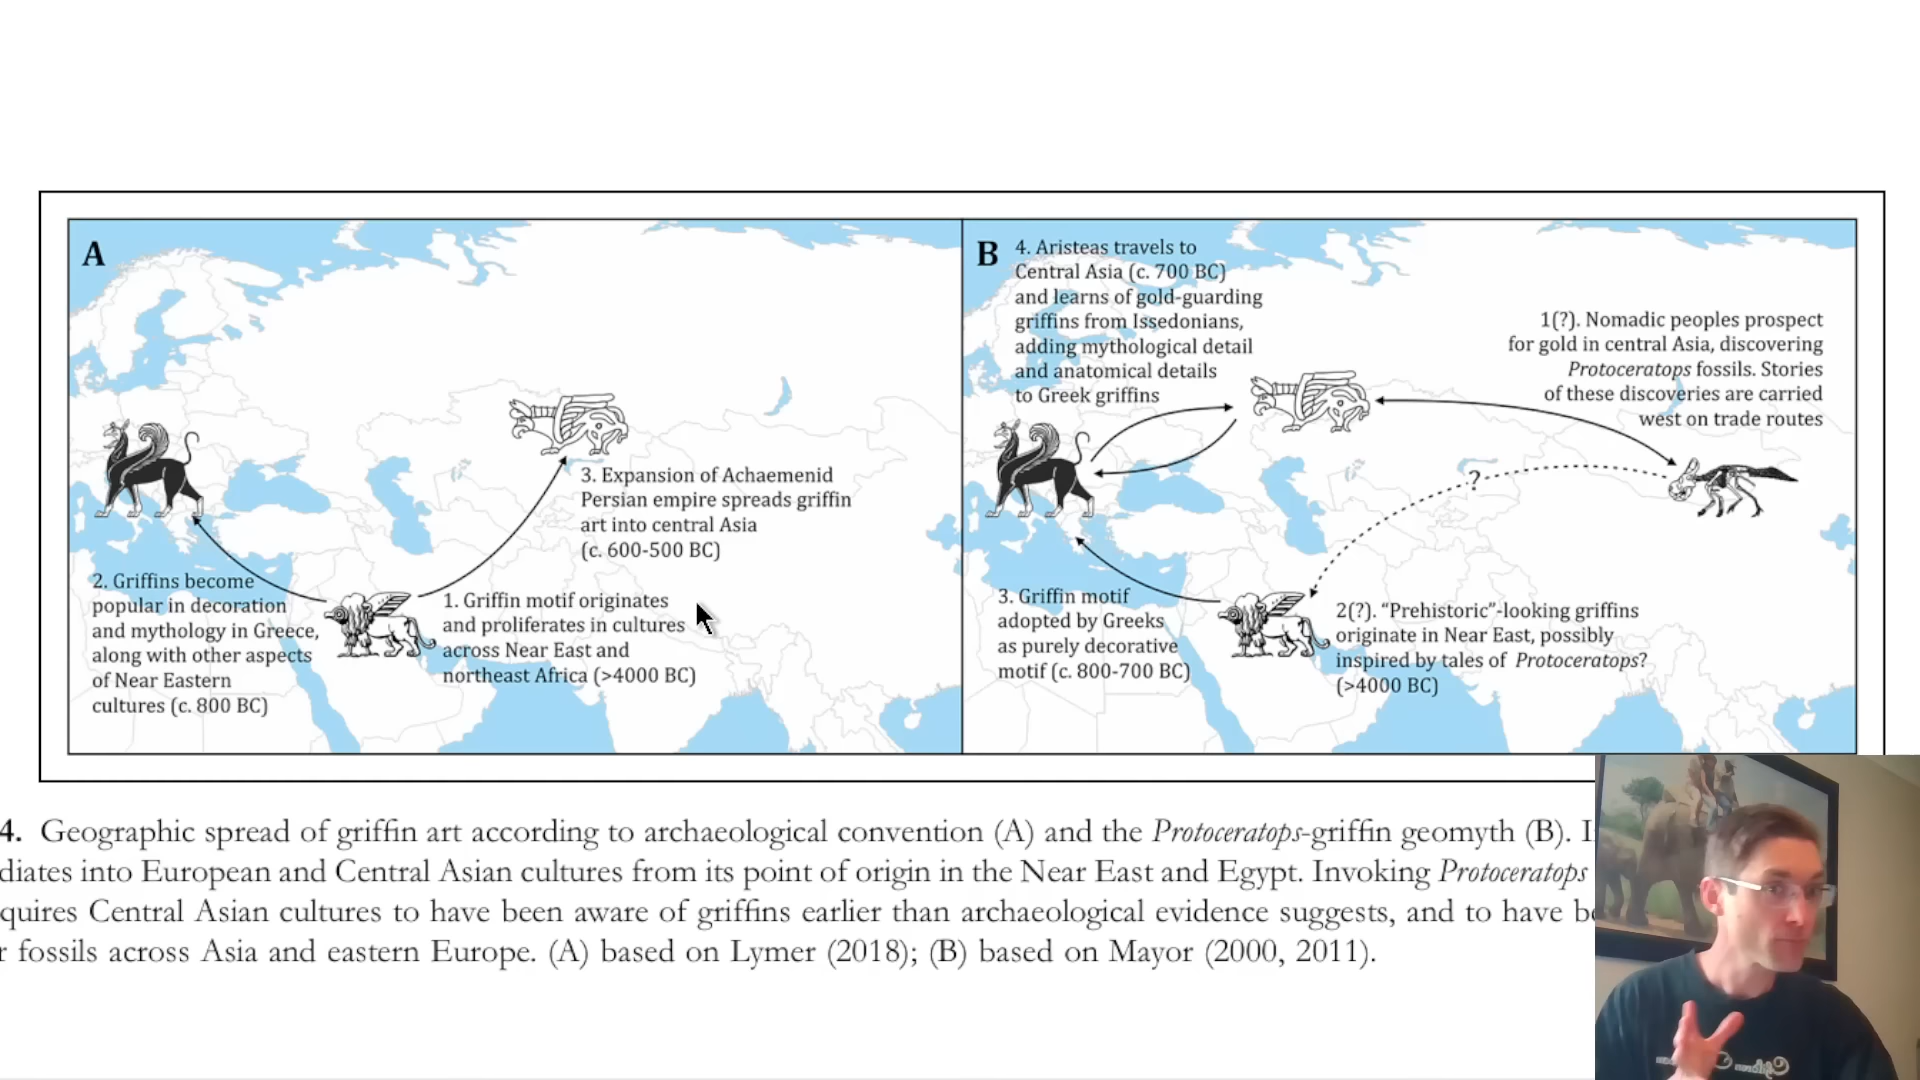 A
2. Griffins become
popular in decoration
and mythology in Greece,
along with other aspects
of Near Eastern
cultures (c. 800 BC)
1. Griffin motif originates
and proliferates in cultures
across Near East and
northeast Africa (>4000 BC)
3. Expansion of Achaemenid
Persian empire spreads griffin
art into central Asia
(c. 600-500 BC)
B
4. Aristeas travels to
Central Asia (c. 700 BC)
and learns of gold-guarding
griffins from Issedonians,
adding mythological detail
and anatomical details
to Greek griffins
1(?). Nomadic peoples prospect
for gold in central Asia, discovering
Protoceratops fossils. Stories
of these discoveries are carried
west on trade routes
?
3. Griffin motif
adopted by Greeks
as purely decorative
motif (c. 800-700 BC)
2(?). “Prehistoric”-looking griffins
originate in Near East, possibly
inspired by tales of Protoceratops?
(>4000 BC)
4. Geographic spread of griffin art according to archaeological convention (A) and the Protoceratops-griffin geomyth (B). I
diates into European and Central Asian cultures from its point of origin in the Near East and Egypt. Invoking Protoceratops
quires Central Asian cultures to have been aware of griffins earlier than archaeological evidence suggests, and to have b
r fossils across Asia and eastern Europe. (A) based on Lymer (2018); (B) based on Mayor (2000, 2011).